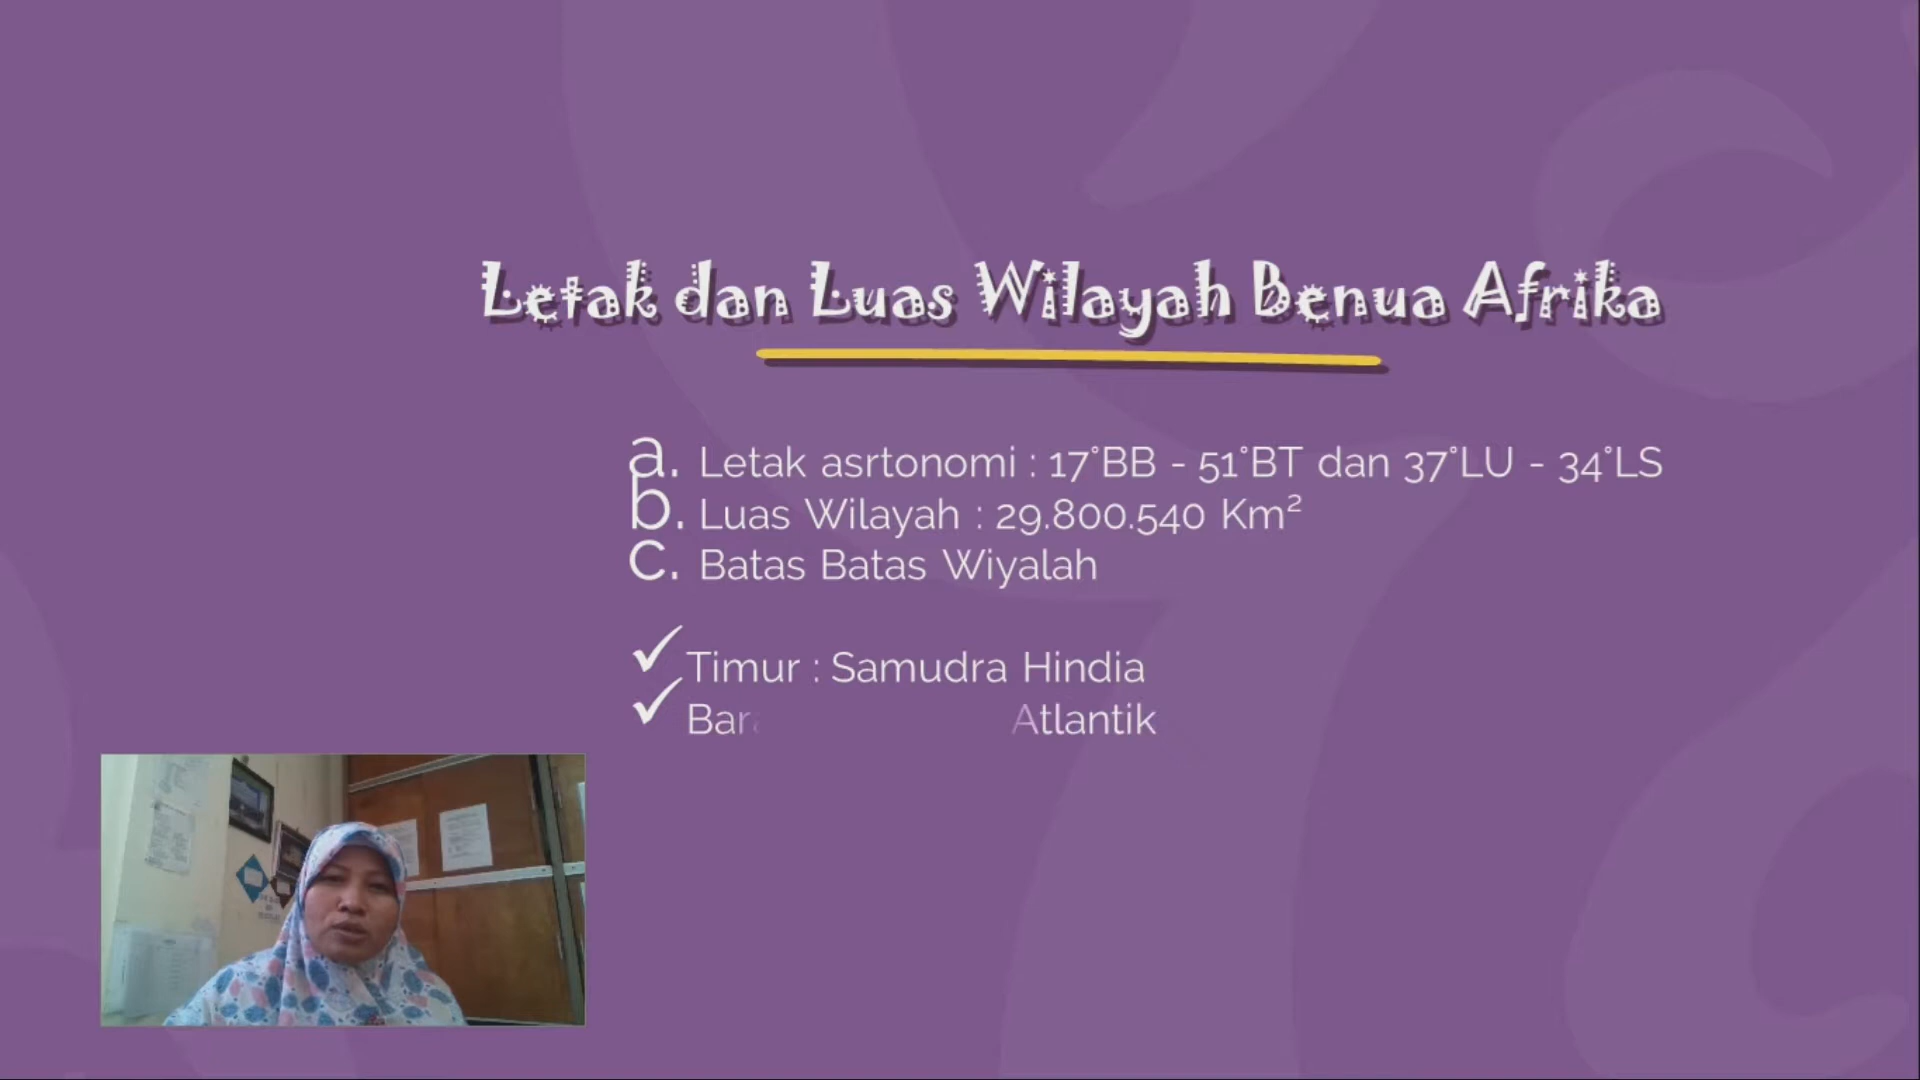 Letak dan Luas Wilayah Benua Afrika
a. Letak asrtonomi : 17°BB - 51°BT dan 37°LU - 34°LS
b. Luas Wilayah : 29.800.540 Km²
c. Batas Batas Wiyalah
✓ Timur : Samudra Hindia
✓ Bara Atlantik